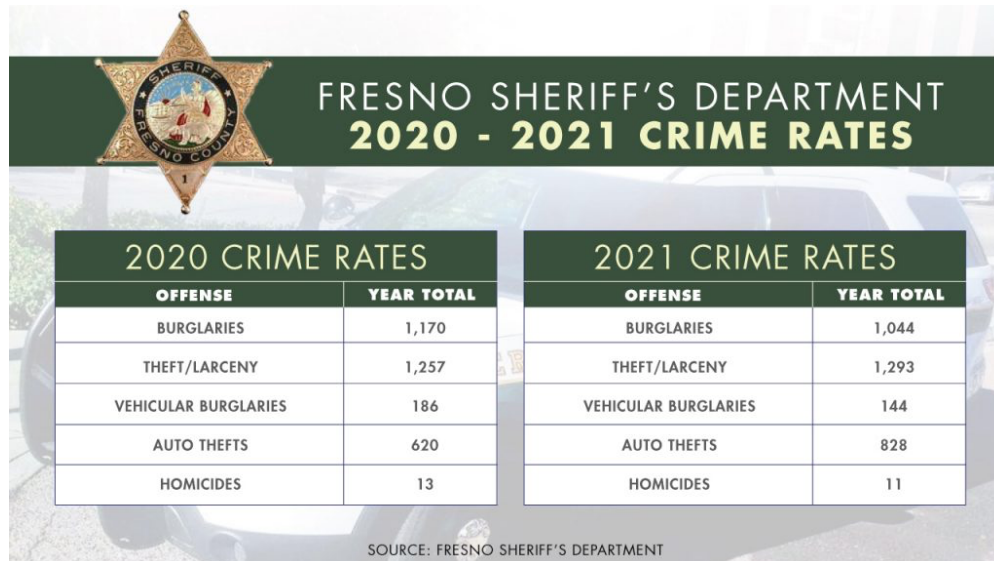 SHERIFF
FRESNO COUNTY
1
FRESNO SHERIFF'S DEPARTMENT
2020 - 2021 CRIME RATES
2020 CRIME RATES
OFFENSE YEAR TOTAL
BURGLARIES 1,170
THEFT/LARCENY 1,257
VEHICULAR BURGLARIES 186
AUTO THEFTS 620
HOMICIDES 13
2021 CRIME RATES
OFFENSE YEAR TOTAL
BURGLARIES 1,044
THEFT/LARCENY 1,293
VEHICULAR BURGLARIES 144
AUTO THEFTS 828
HOMICIDES 11
SOURCE: FRESNO SHERIFF'S DEPARTMENT